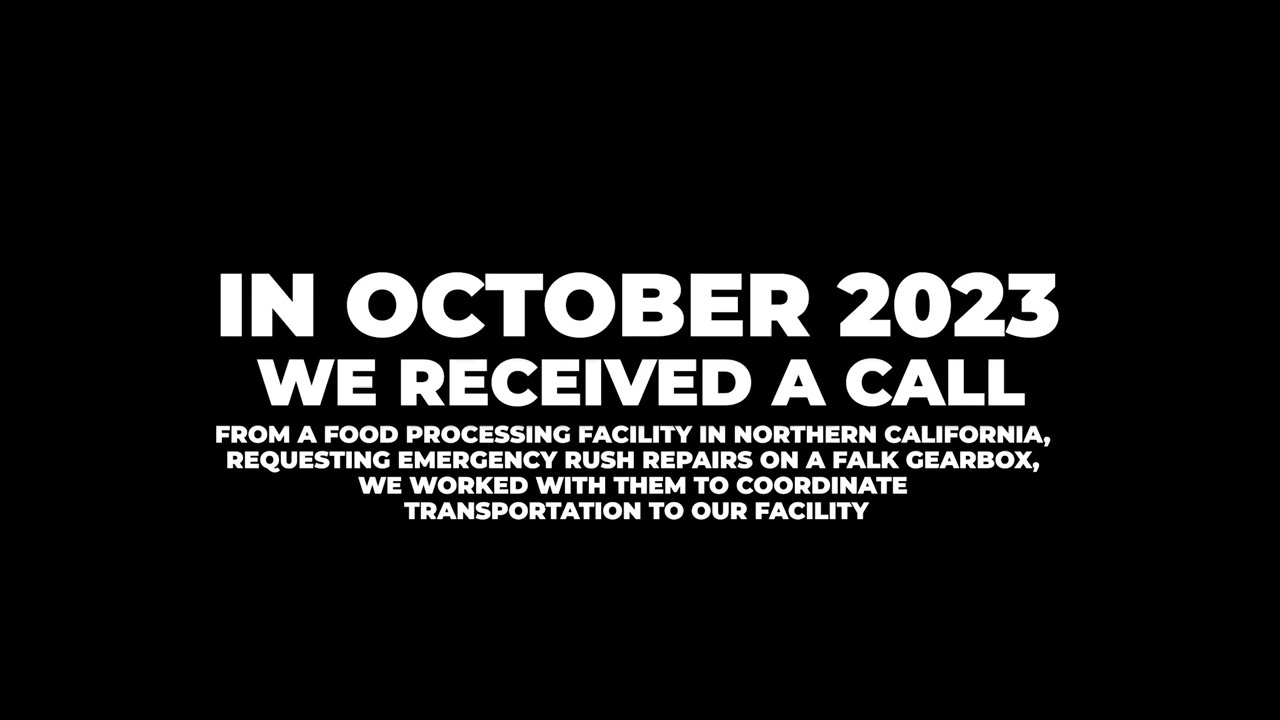 IN OCTOBER 2023
WE RECEIVED A CALL
FROM A FOOD PROCESSING FACILITY IN NORTHERN CALIFORNIA,
REQUESTING EMERGENCY RUSH REPAIRS ON A FALK GEARBOX,
WE WORKED WITH THEM TO COORDINATE
TRANSPORTATION TO OUR FACILITY